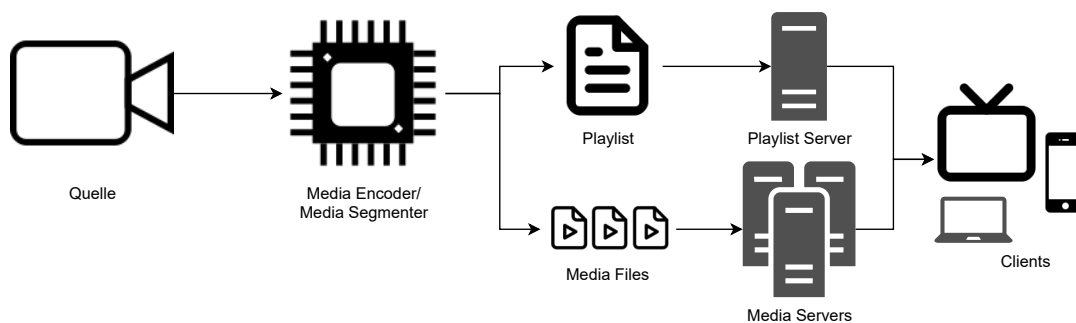 Quelle
Media Encoder/
Media Segmenter
Playlist
Playlist Server
Media Files
Media Servers
Clients